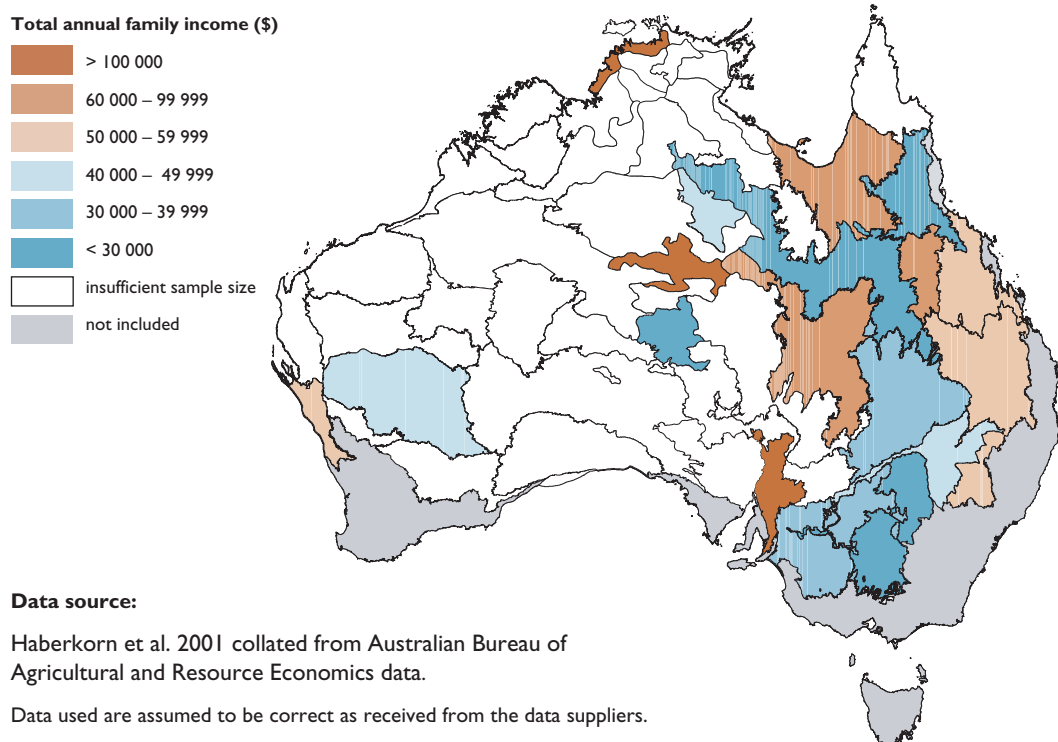 Total annual family income ($)
> 100 000
60 000 – 99 999
50 000 – 59 999
40 000 – 49 999
30 000 – 39 999
< 30 000
insufficient sample size
not included
Data source:
Haberkorn et al. 2001 collated from Australian Bureau of
Agricultural and Resource Economics data.
Data used are assumed to be correct as received from the data suppliers.